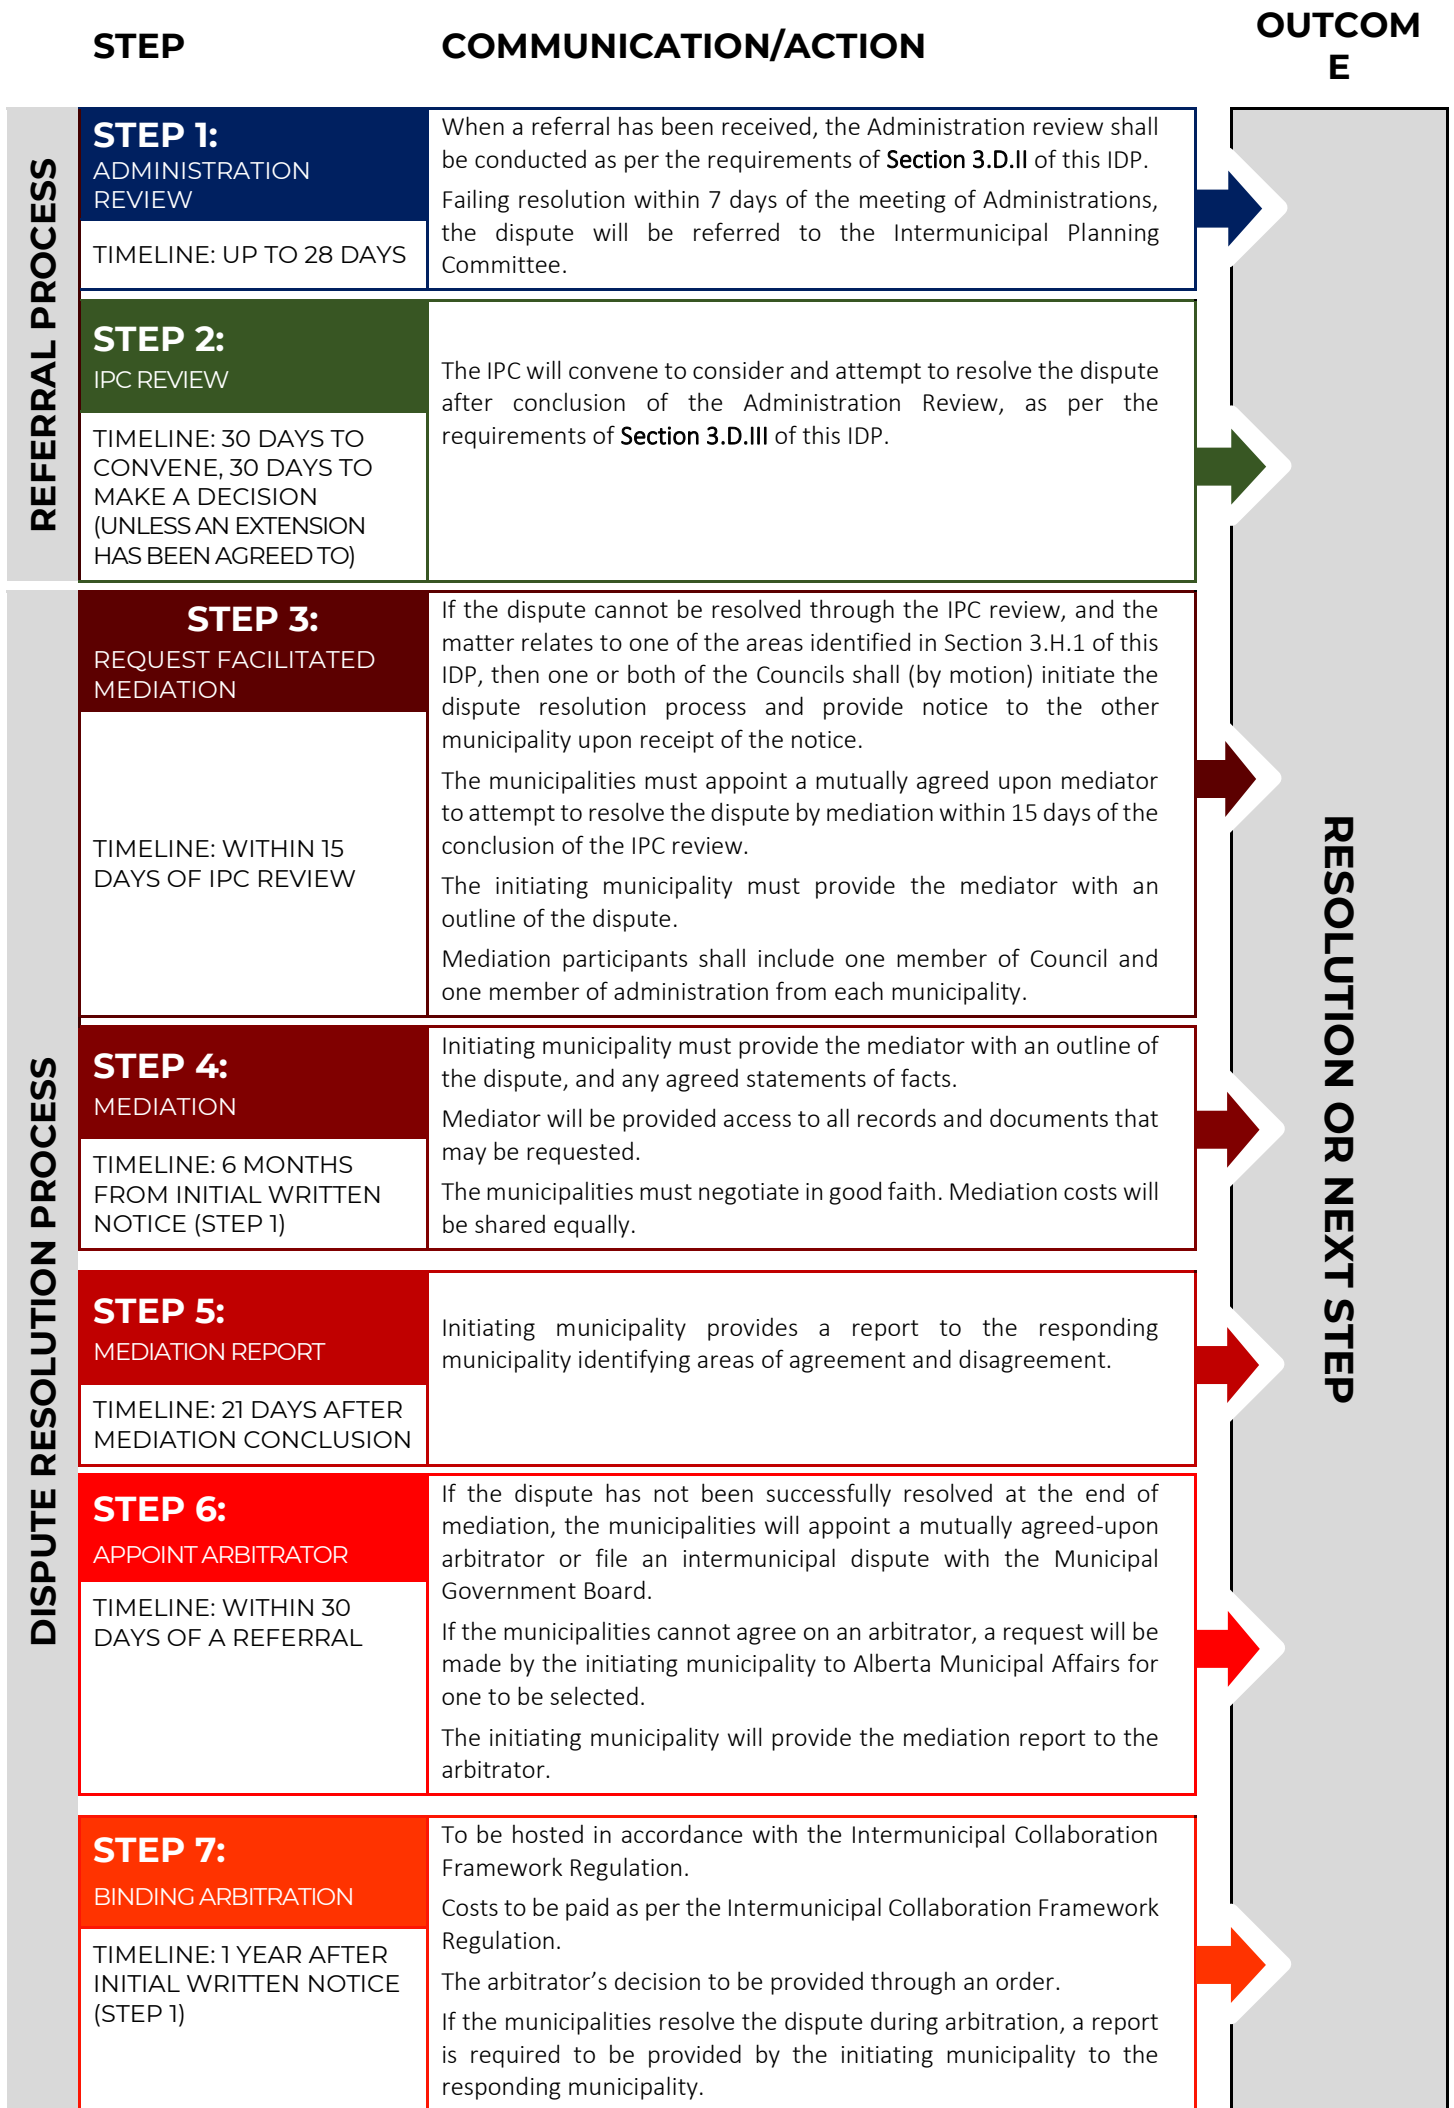 STEP
COMMUNICATION/ACTION
OUTCOM
E
REFERRAL PROCESS
STEP 1:
ADMINISTRATION
REVIEW
TIMELINE: UP TO 28 DAYS
When a referral has been received, the Administration review shall
be conducted as per the requirements of Section 3.D.II of this IDP.
Failing resolution within 7 days of the meeting of Administrations,
the dispute will be referred to the Intermunicipal Planning
Committee.
STEP 2:
IPC REVIEW
TIMELINE: 30 DAYS TO
CONVENE, 30 DAYS TO
MAKE A DECISION
(UNLESS AN EXTENSION
HAS BEEN AGREED TO)
The IPC will convene to consider and attempt to resolve the dispute
after conclusion of the Administration Review, as per the
requirements of Section 3.D.III of this IDP.
DISPUTE RESOLUTION PROCESS
STEP 3:
REQUEST FACILITATED
MEDIATION
TIMELINE: WITHIN 15
DAYS OF IPC REVIEW
If the dispute cannot be resolved through the IPC review, and the
matter relates to one of the areas identified in Section 3.H.1 of this
IDP, then one or both of the Councils shall (by motion) initiate the
dispute resolution process and provide notice to the other
municipality upon receipt of the notice.
The municipalities must appoint a mutually agreed upon mediator
to attempt to resolve the dispute by mediation within 15 days of the
conclusion of the IPC review.
The initiating municipality must provide the mediator with an
outline of the dispute.
Mediation participants shall include one member of Council and
one member of administration from each municipality.
STEP 4:
MEDIATION
TIMELINE: 6 MONTHS
FROM INITIAL WRITTEN
NOTICE (STEP 1)
Initiating municipality must provide the mediator with an outline of
the dispute, and any agreed statements of facts.
Mediator will be provided access to all records and documents that
may be requested.
The municipalities must negotiate in good faith. Mediation costs will
be shared equally.
STEP 5:
MEDIATION REPORT
TIMELINE: 21 DAYS AFTER
MEDIATION CONCLUSION
Initiating municipality provides a report to the responding
municipality identifying areas of agreement and disagreement.
STEP 6:
APPOINT ARBITRATOR
TIMELINE: WITHIN 30
DAYS OF A REFERRAL
If the dispute has not been successfully resolved at the end of
mediation, the municipalities will appoint a mutually agreed-upon
arbitrator or file an intermunicipal dispute with the Municipal
Government Board.
If the municipalities cannot agree on an arbitrator, a request will be
made by the initiating municipality to Alberta Municipal Affairs for
one to be selected.
The initiating municipality will provide the mediation report to the
arbitrator.
STEP 7:
BINDING ARBITRATION
TIMELINE: 1 YEAR AFTER
INITIAL WRITTEN NOTICE
(STEP 1)
To be hosted in accordance with the Intermunicipal Collaboration
Framework Regulation.
Costs to be paid as per the Intermunicipal Collaboration Framework
Regulation.
The arbitrator’s decision to be provided through an order.
If the municipalities resolve the dispute during arbitration, a report
is required to be provided by the initiating municipality to the
responding municipality.
RESOLUTION OR NEXT STEP